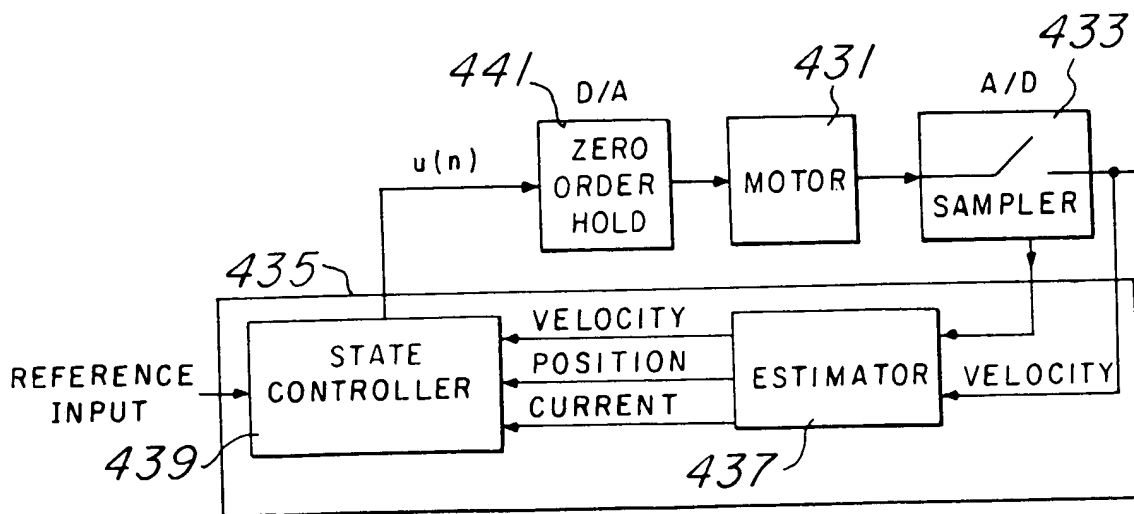 441
D/A
431
A/D
433
u(n)
ZERO
ORDER
HOLD
MOTOR
SAMPLER
435
REFERENCE
INPUT
STATE
CONTROLLER
VELOCITY
POSITION
CURRENT
ESTIMATOR
VELOCITY
439
437